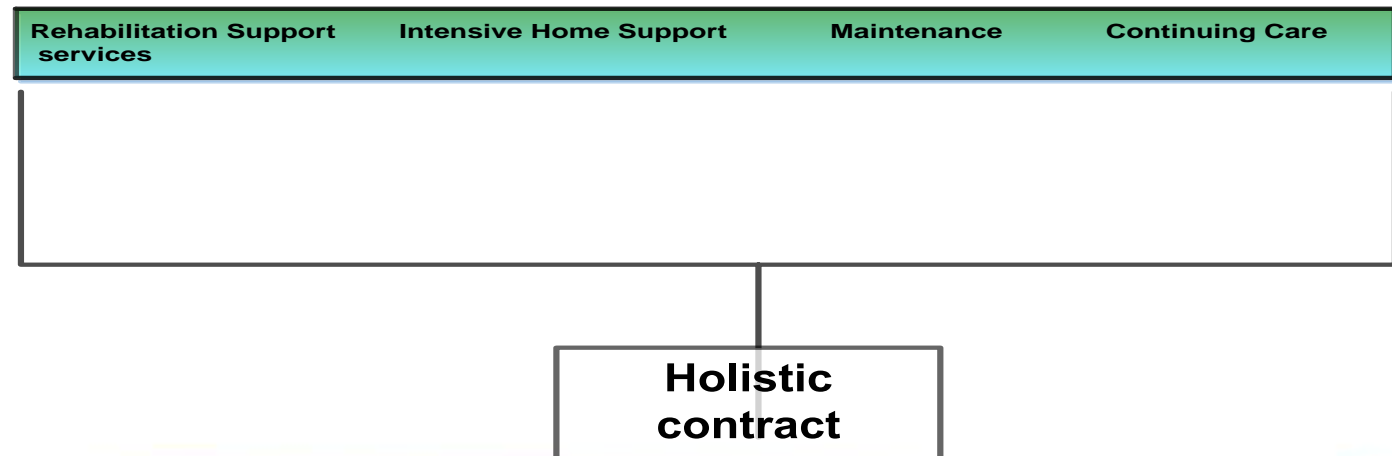 Rehabilitation Support Intensive Home Support Maintenance Continuing Care
services
Holistic
contract